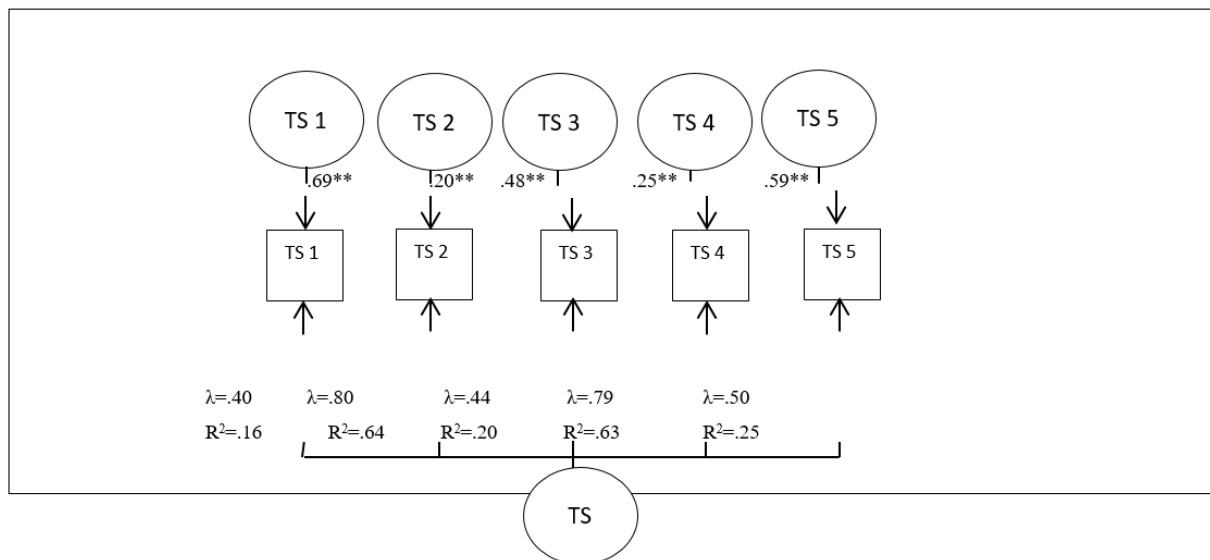 TS 1 TS 2 TS 3 TS 4 TS 5
.69** .20** .48** .25** .59**
TS 1 TS 2 TS 3 TS 4 TS 5
λ=.40 λ=.80 λ=.44 λ=.79 λ=.50
R²=.16 R²=.64 R²=.20 R²=.63 R²=.25
TS